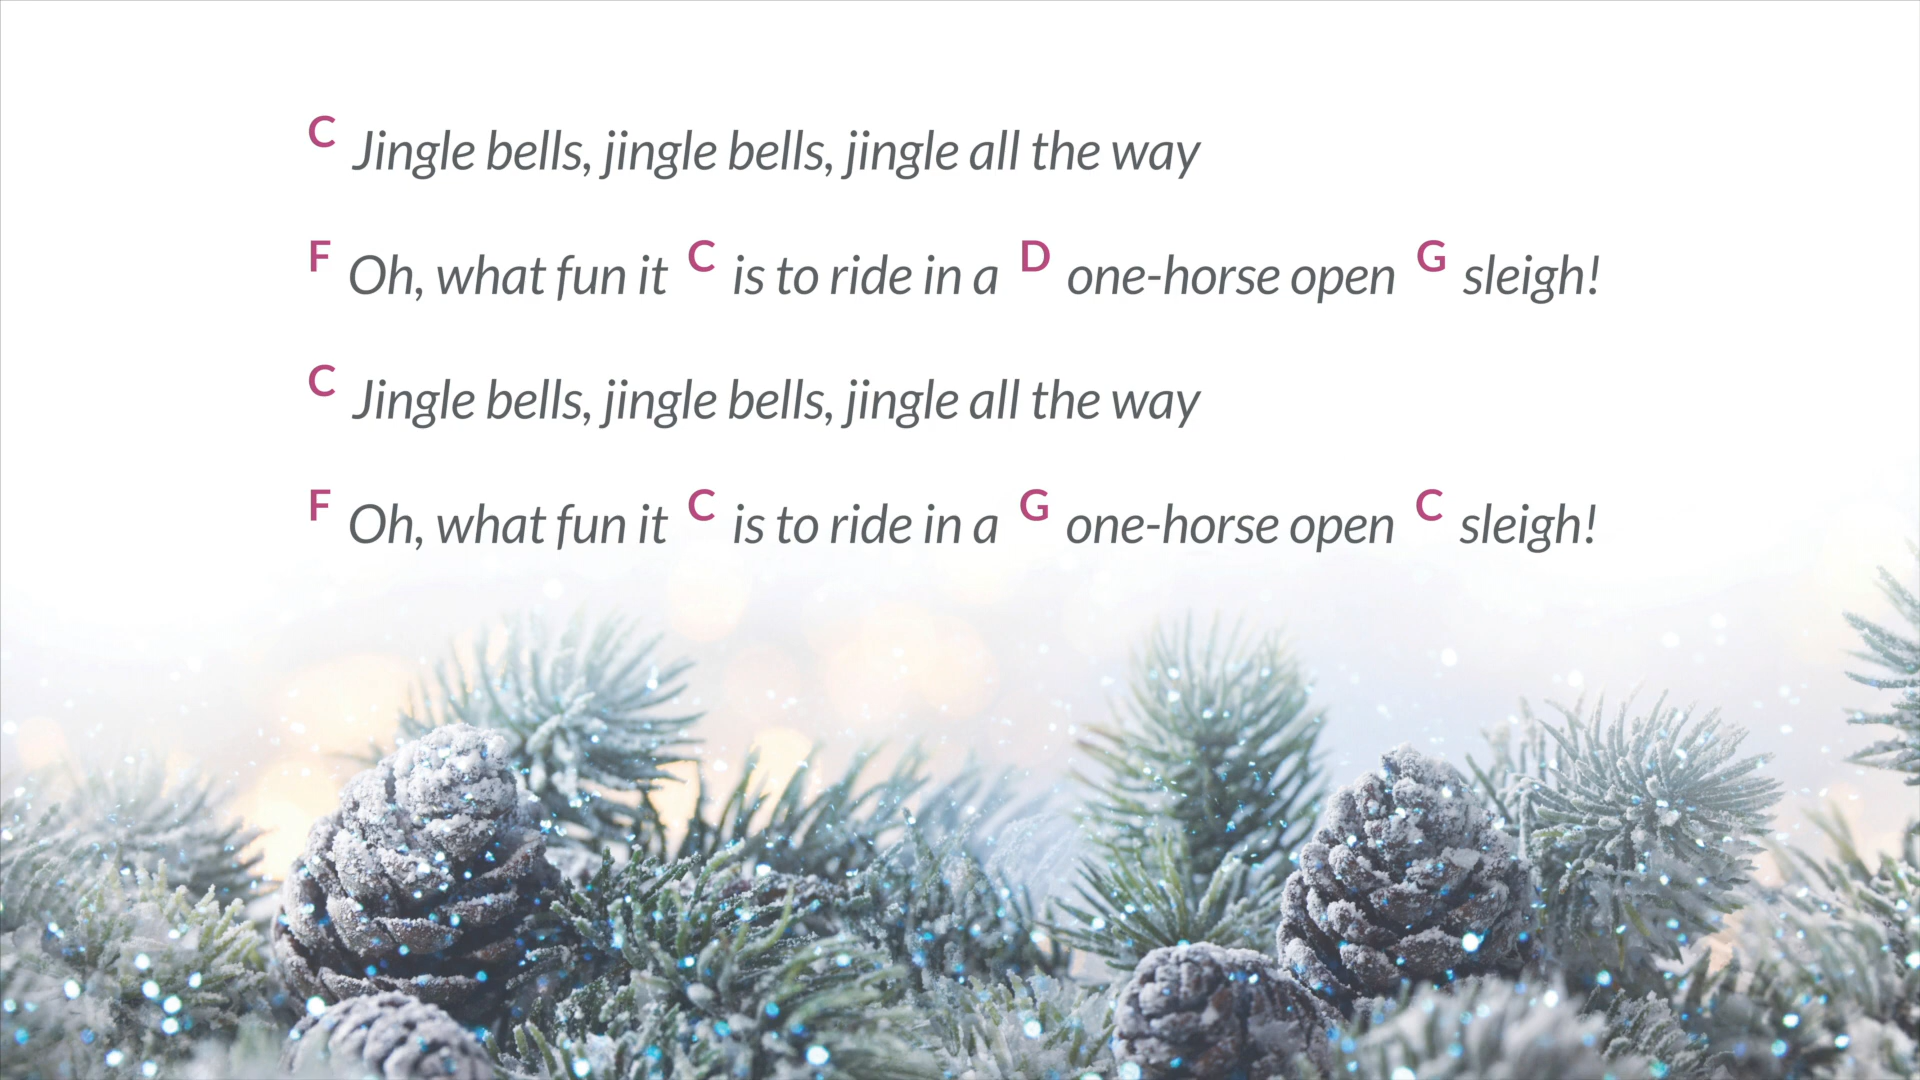 C Jingle bells, jingle bells, jingle all the way
F Oh, what fun it C is to ride in a D one-horse open G sleigh!
C Jingle bells, jingle bells, jingle all the way
F Oh, what fun it C is to ride in a G one-horse open C sleigh!